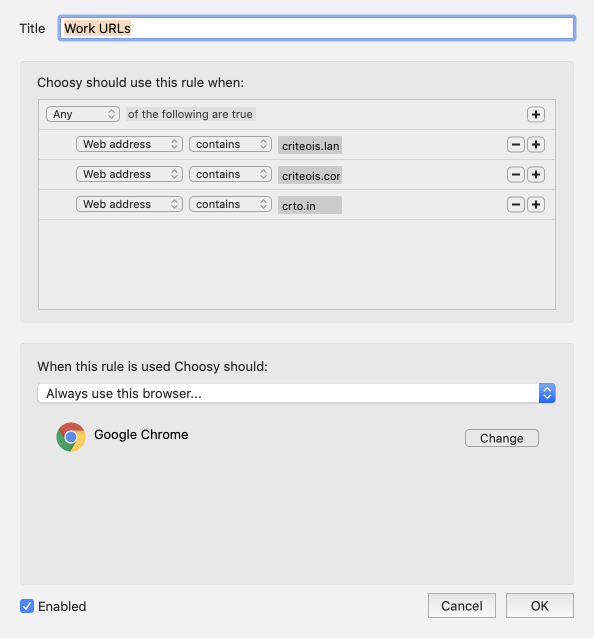 Title Work URLs
Choosy should use this rule when:
Any of the following are true
Web address contains criteois.lan
Web address contains criteois.cor
Web address contains crto.in
When this rule is used Choosy should:
Always use this browser...
Google Chrome Change
Enabled Cancel OK